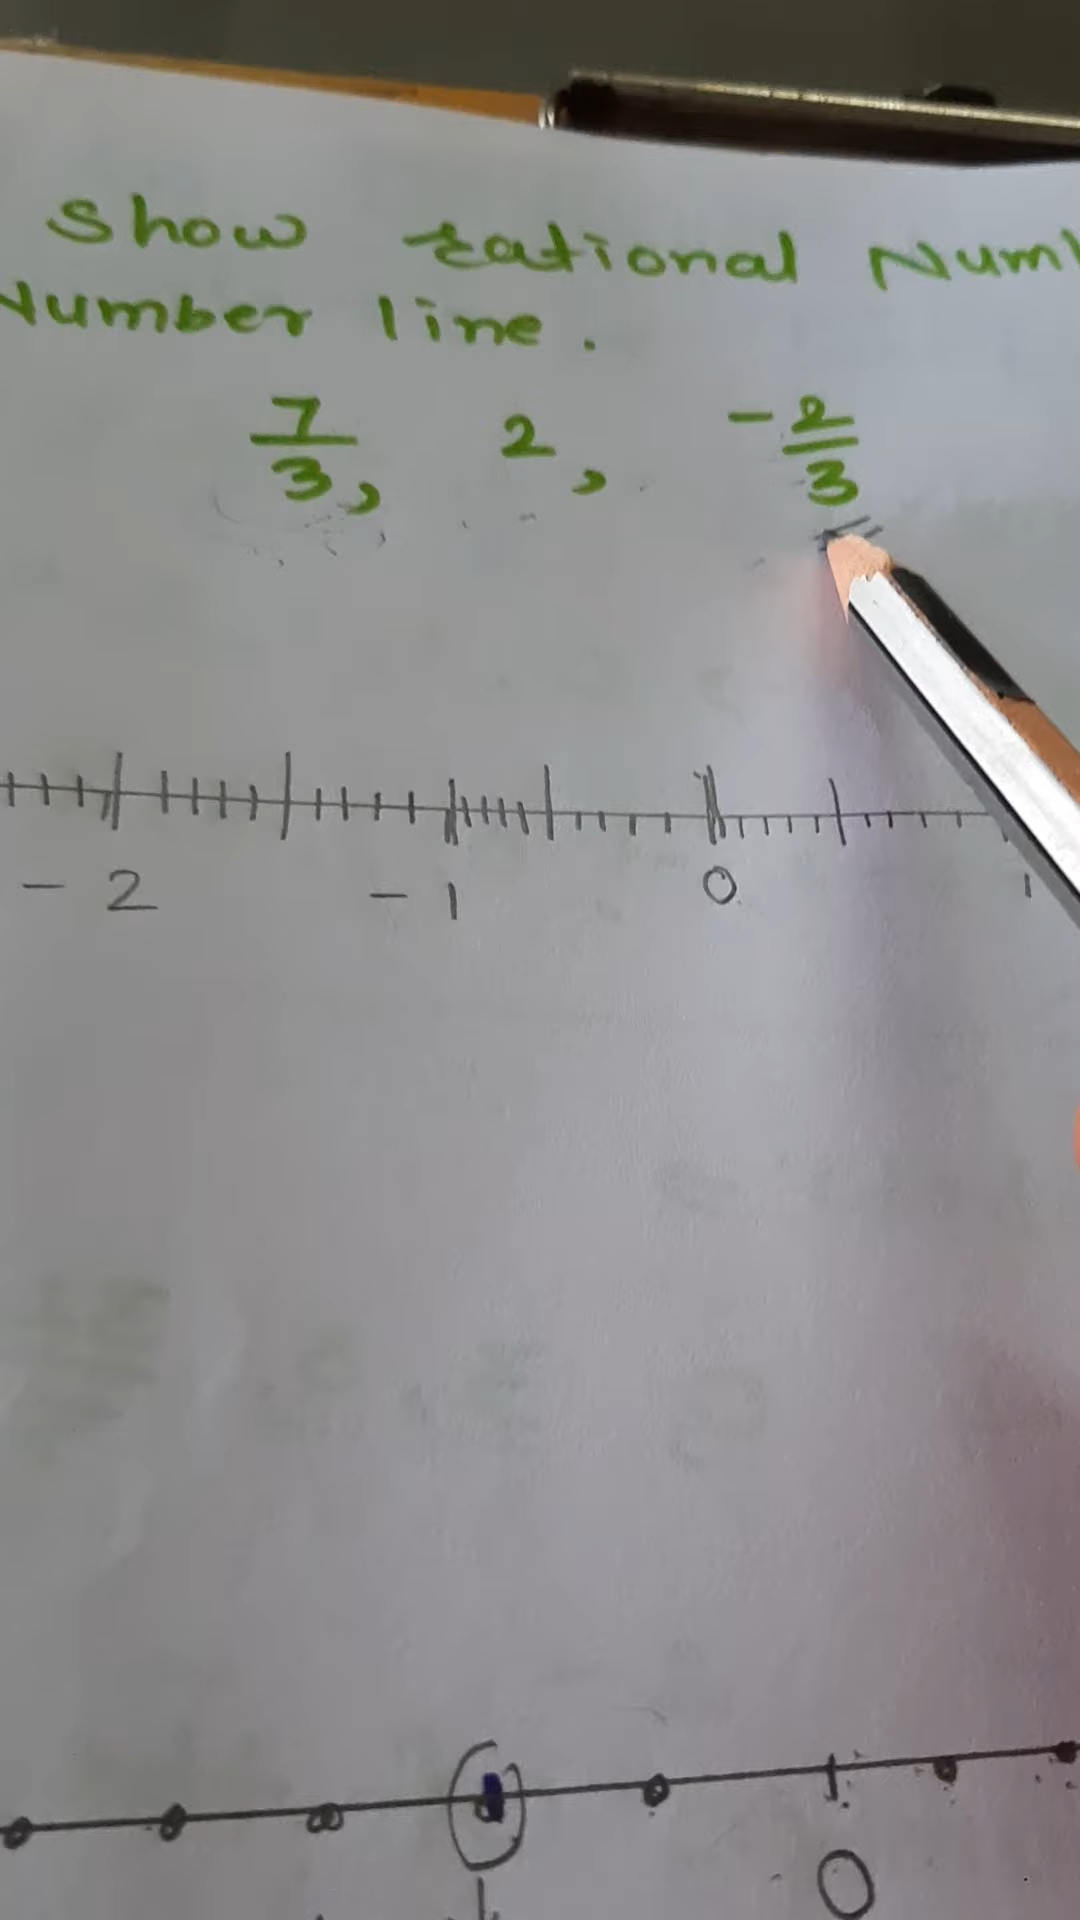 show rational Num
Number line.
7/3, 2, -2/3
- 2 - 1 0 1
0